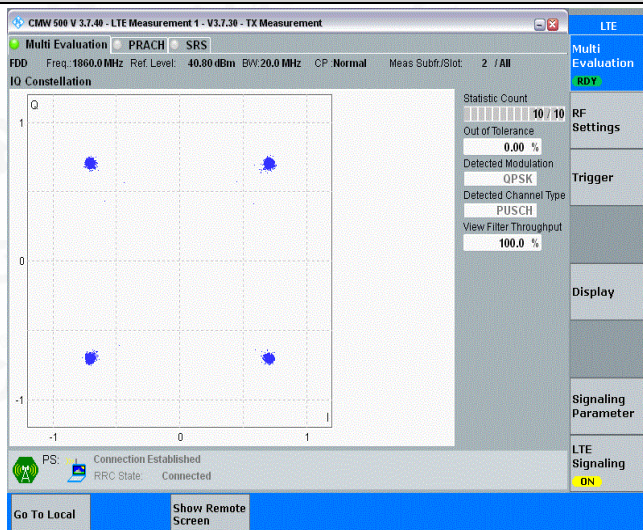 CMW 500 V 3.7.40 - LTE Measurement 1 - V3.7.30 - TX Measurement
LTE
Multi Evaluation PRACH SRS
FDD Freq.:1860.0 MHz Ref. Level: 40.80 dBm BW:20.0 MHz CP :Normal Meas Subfr./Slot: 2 / All
IQ Constellation
Q
1
0
-1
-1 0 1
I
Statistic Count
10 / 10
Out of Tolerance
0.00 %
Detected Modulation
QPSK
Detected Channel Type
PUSCH
View Filter Throughput
100.0 %
Multi
Evaluation
RDY
RF
Settings
Trigger
Display
Signaling
Parameter
LTE
Signaling
ON
PS: Connection Established
RRC State: Connected
Go To Local
Show Remote
Screen